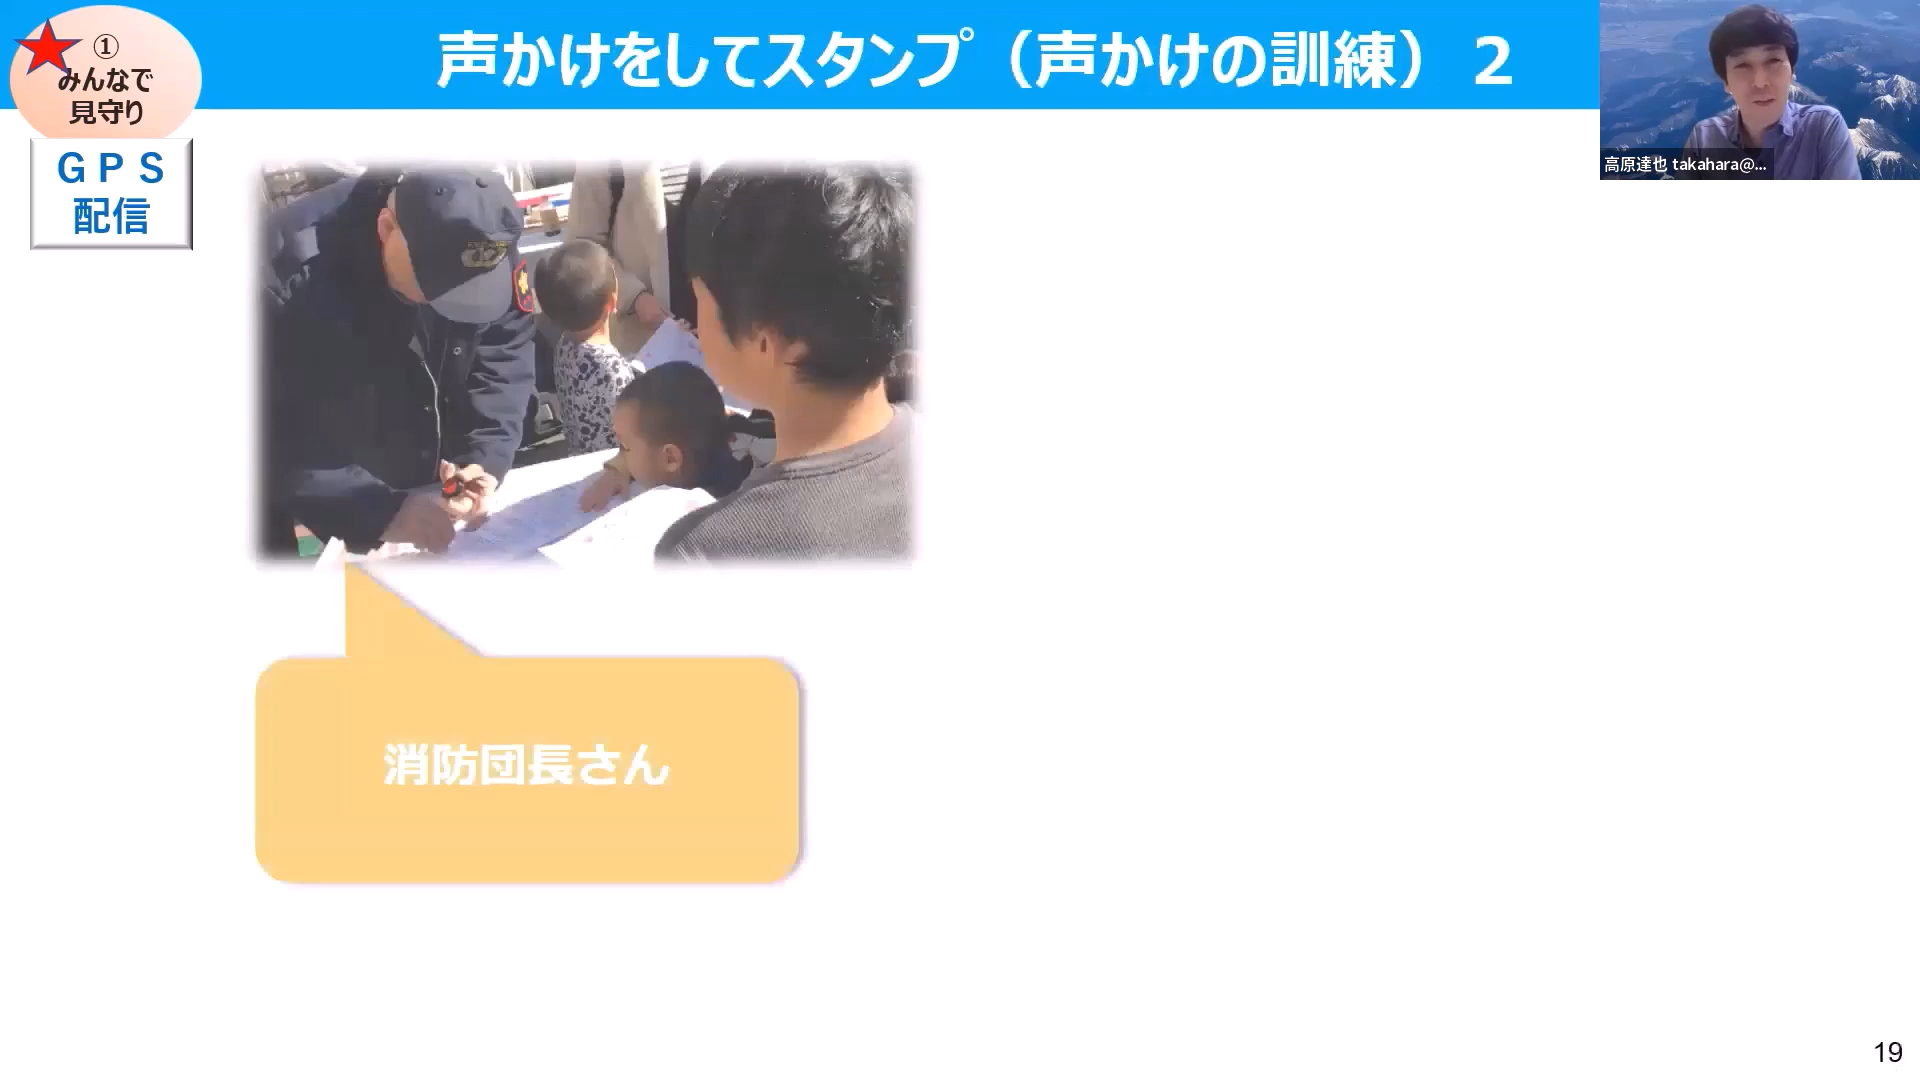 ①
みんなで
見守り
声かけをしてスタンプ（声かけの訓練）２
ＧＰＳ
配信
高原達也 takahara@...
消防団長さん
19